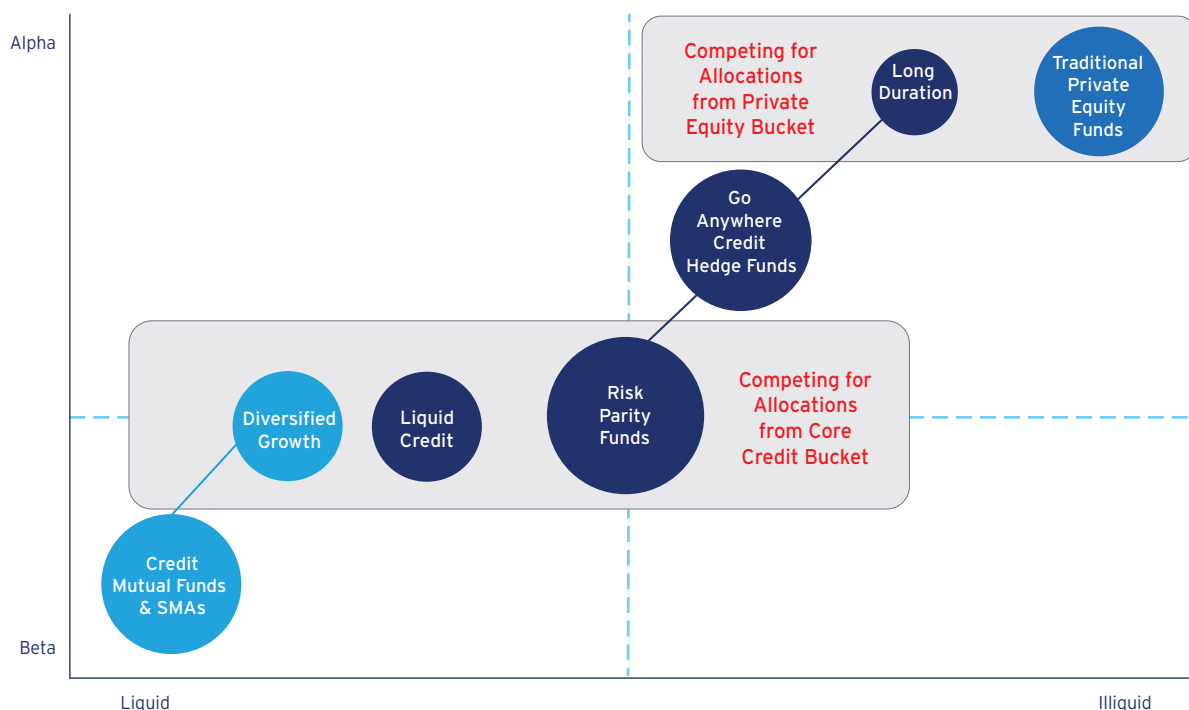 Alpha
Competing for
Allocations
from Private
Equity Bucket
Long
Duration
Traditional
Private
Equity
Funds
Go
Anywhere
Credit
Hedge Funds
Diversified
Growth
Liquid
Credit
Risk
Parity
Funds
Competing for
Allocations
from Core
Credit Bucket
Credit
Mutual Funds
& SMAs
Beta
Liquid
Illiquid